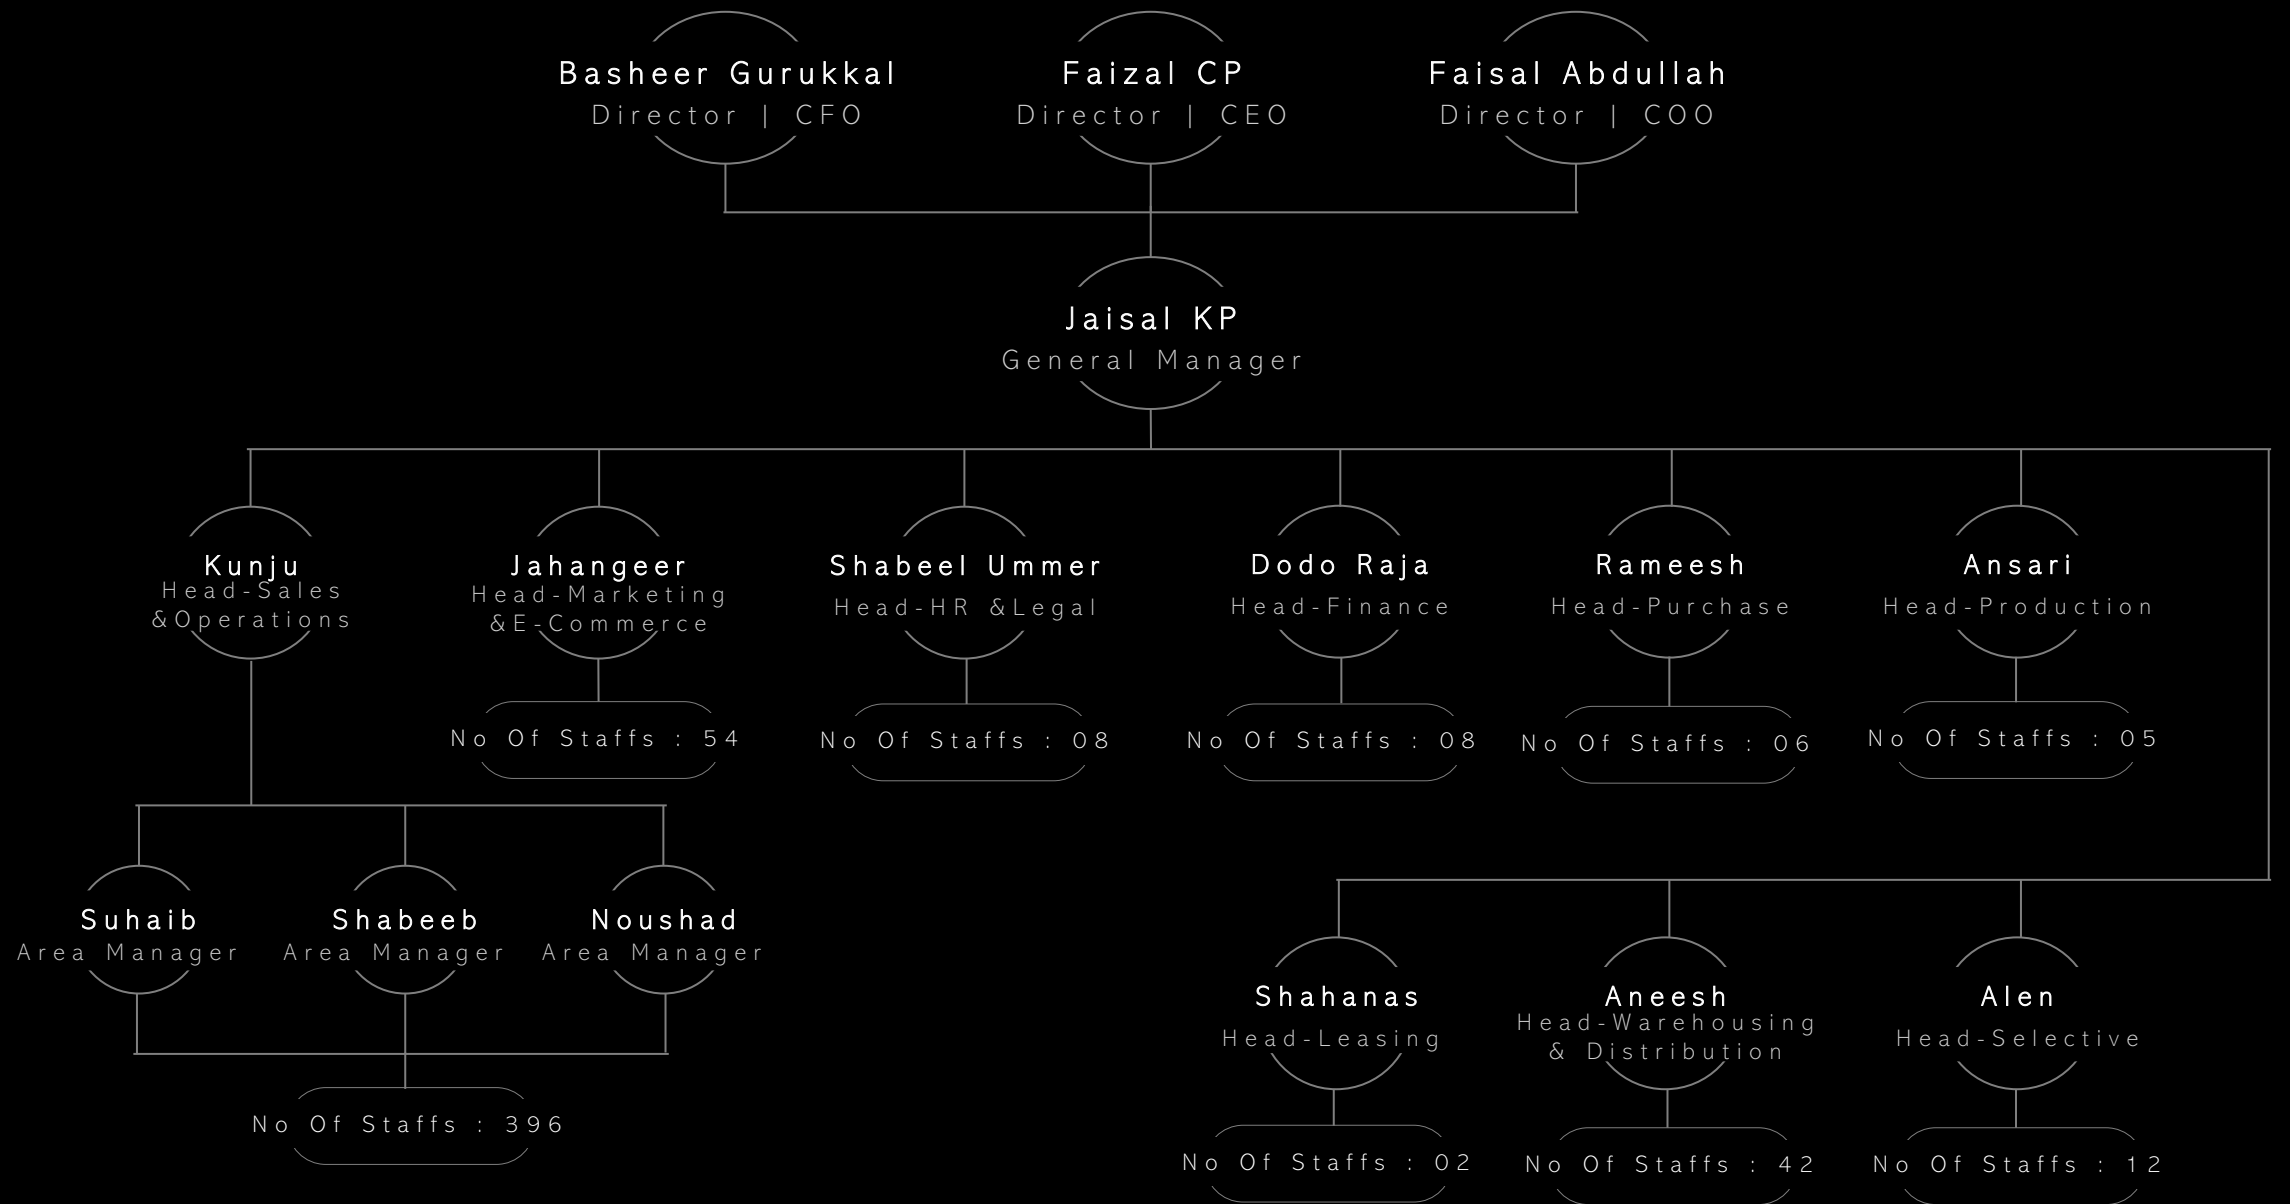 Basheer Gurukkal
Director | CFO
Faizal CP
Director | CEO
Faisal Abdullah
Director | COO
Jaisal KP
General Manager
Kunju
Head-Sales
&Operations
Jahangeer
Head-Marketing
&E-Commerce
Shabeel Ummer
Head-HR &Legal
Dodo Raja
Head-Finance
Rameesh
Head-Purchase
Ansari
Head-Production
No Of Staffs : 54
No Of Staffs : 08
No Of Staffs : 08
No Of Staffs : 06
No Of Staffs : 05
Suhaib
Area Manager
Shabeeb
Area Manager
Noushad
Area Manager
Shahanas
Head-Leasing
Aneesh
Head-Warehousing
& Distribution
Alen
Head-Selective
No Of Staffs : 396
No Of Staffs : 02
No Of Staffs : 42
No Of Staffs : 12